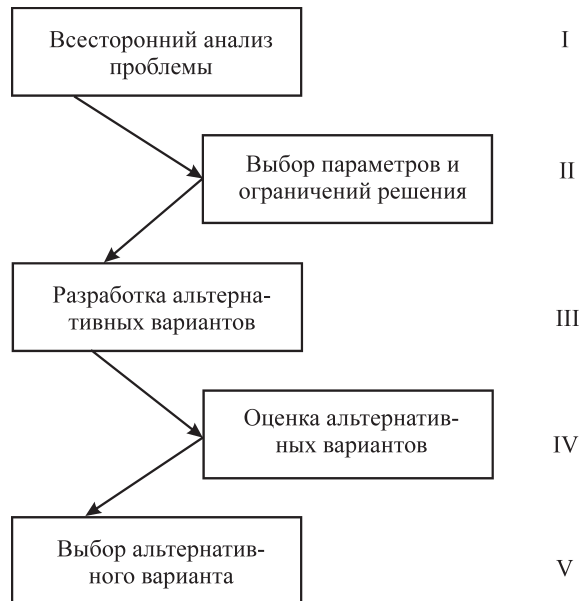 Всесторонний анализ
проблемы
I
Выбор параметров и
ограничений решения
II
Разработка альтерна-
тивных вариантов
III
Оценка альтернатив-
ных вариантов
IV
Выбор альтернатив-
ного варианта
V